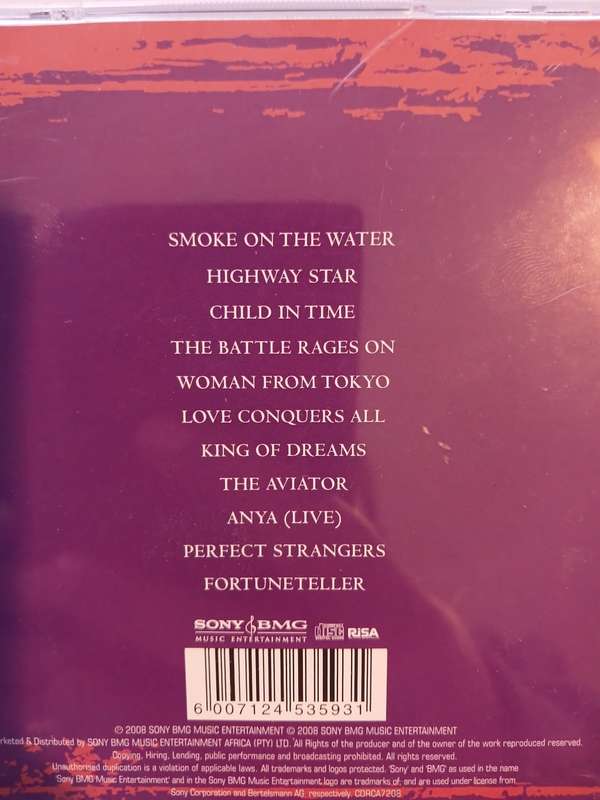 SMOKE ON THE WATER
HIGHWAY STAR
CHILD IN TIME
THE BATTLE RAGES ON
WOMAN FROM TOKYO
LOVE CONQUERS ALL
KING OF DREAMS
THE AVIATOR
ANYA (LIVE)
PERFECT STRANGERS
FORTUNETELLER
SONY BMG
MUSIC ENTERTAINMENT
DISC
RiSA
6 007124 535931
℗ 2008 SONY BMG MUSIC ENTERTAINMENT © 2008 SONY BMG MUSIC ENTERTAINMENT
rketed & Distributed by SONY BMG MUSIC ENTERTAINMENT AFRICA (PTY) LTD. All Rights of the producer and of the owner of the work reproduced reserved.
Copying, Hiring, Lending, public performance and broadcasting prohibited. All rights reserved.
Unauthorised duplication is a violation of applicable laws. All trademarks and logos protected. 'Sony' and 'BMG' as used in the name
'Sony BMG Music Entertainment' and in the Sony BMG Music Entertainment logo are tradmarks of, and are used under license from,
Sony Corporation and Bertelsmann AG, respectively. CDRCA7208